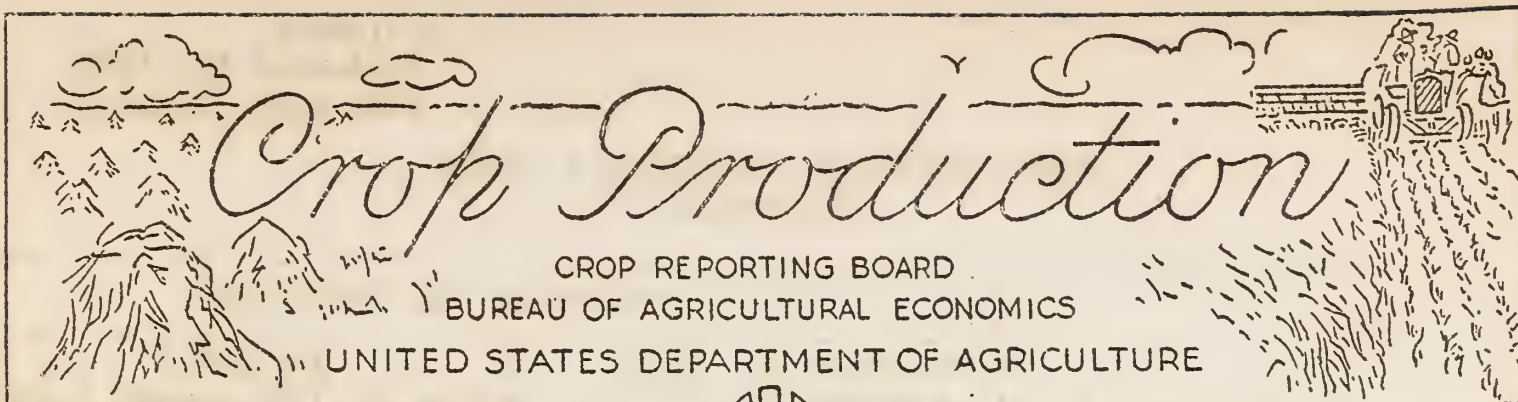 Crop Production
CROP REPORTING BOARD
BUREAU OF AGRICULTURAL ECONOMICS
UNITED STATES DEPARTMENT OF AGRICULTURE